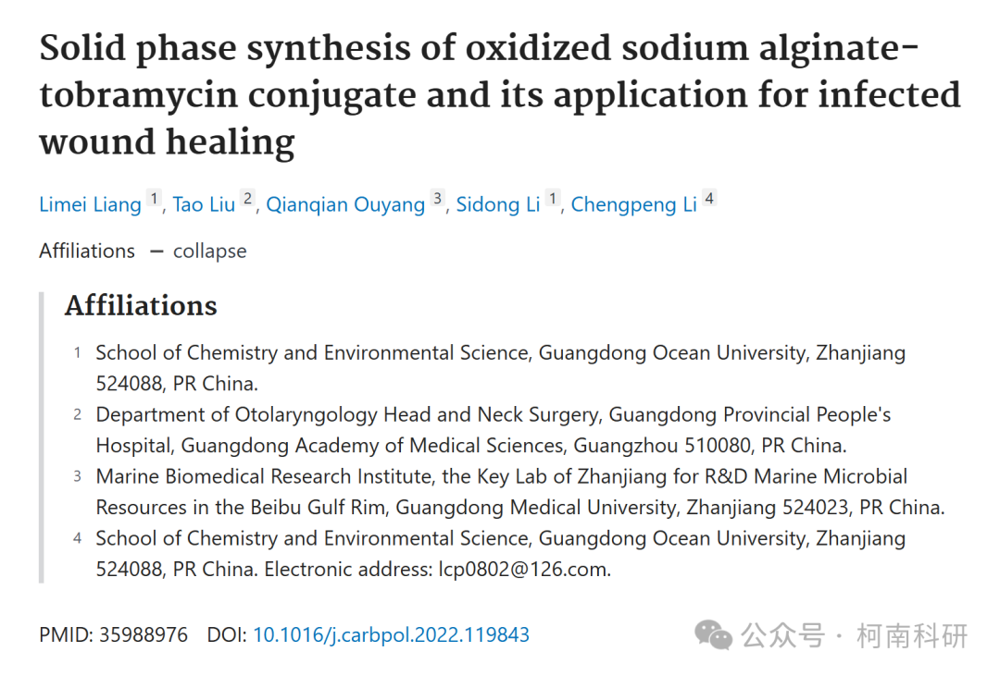 Solid phase synthesis of oxidized sodium alginate-
tobramycin conjugate and its application for infected
wound healing
Limei Liang 1, Tao Liu 2, Qianqian Ouyang 3, Sidong Li 1, Chengpeng Li 4
Affiliations — collapse
Affiliations
1 School of Chemistry and Environmental Science, Guangdong Ocean University, Zhanjiang
524088, PR China.
2 Department of Otolaryngology Head and Neck Surgery, Guangdong Provincial People's
Hospital, Guangdong Academy of Medical Sciences, Guangzhou 510080, PR China.
3 Marine Biomedical Research Institute, the Key Lab of Zhanjiang for R&D Marine Microbial
Resources in the Beibu Gulf Rim, Guangdong Medical University, Zhanjiang 524023, PR China.
4 School of Chemistry and Environmental Science, Guangdong Ocean University, Zhanjiang
524088, PR China. Electronic address: lcp0802@126.com.
PMID: 35988976 DOI: 10.1016/j.carbpol.2022.119843
公众号 · 柯南科研